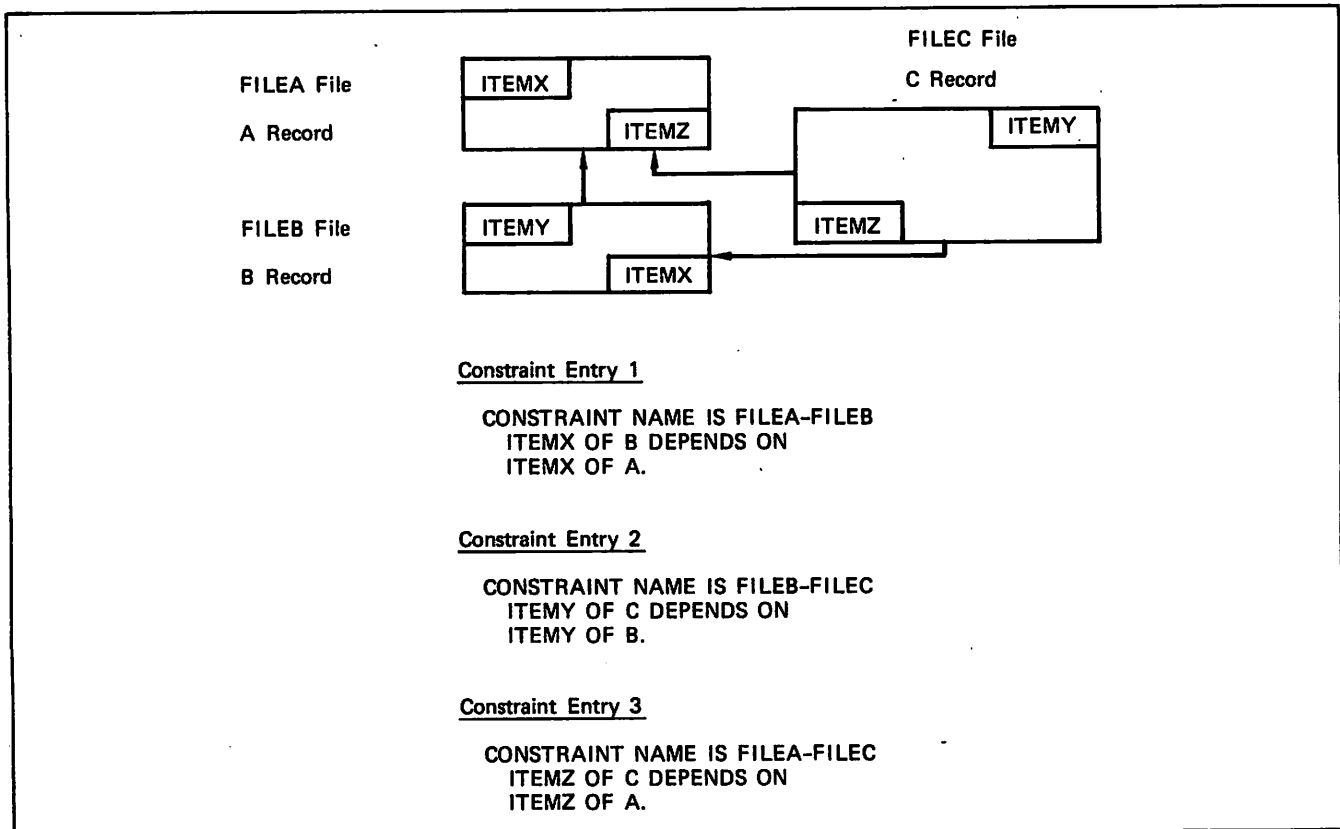 FILEC File
C Record
FILEA File
A Record
ITEMX
ITEMZ
ITEMY
ITEMZ
FILEB File
B Record
ITEMY
ITEMX
Constraint Entry 1
CONSTRAINT NAME IS FILEA-FILEB
ITEMX OF B DEPENDS ON
ITEMX OF A.
Constraint Entry 2
CONSTRAINT NAME IS FILEB-FILEC
ITEMY OF C DEPENDS ON
ITEMY OF B.
Constraint Entry 3
CONSTRAINT NAME IS FILEA-FILEC
ITEMZ OF C DEPENDS ON
ITEMZ OF A.